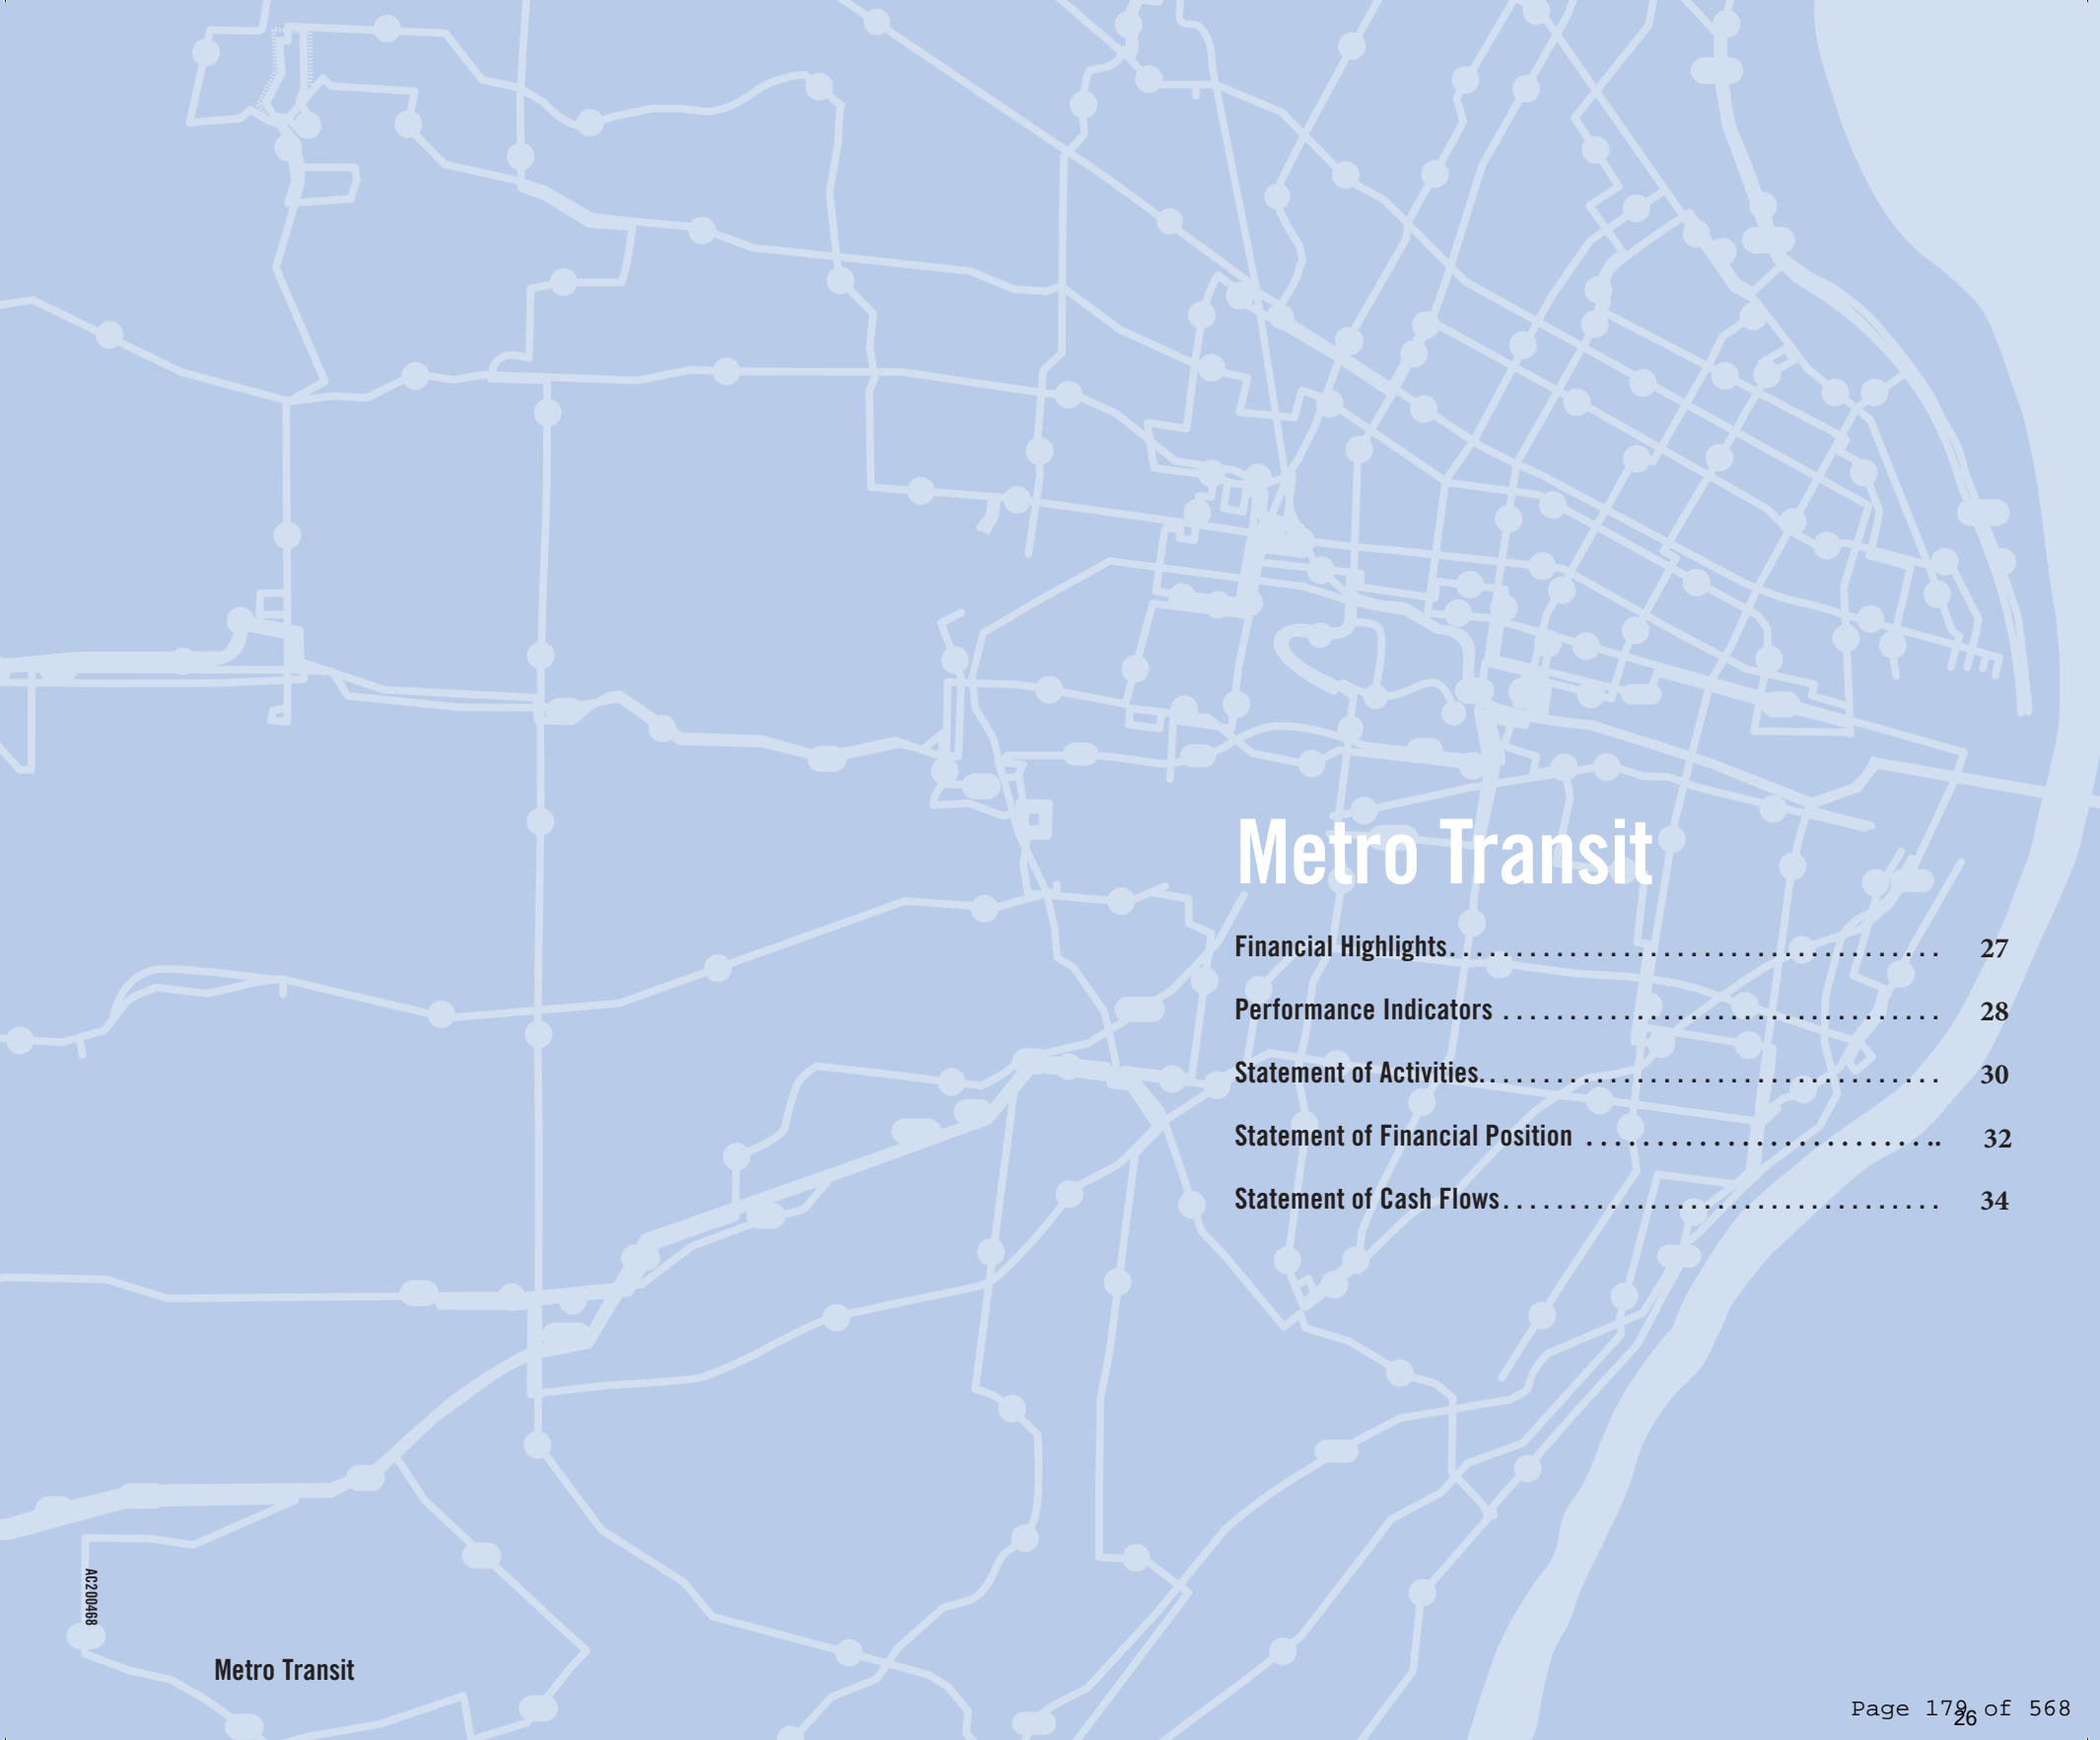 Metro Transit
Financial Highlights. . . . . . . . . . . . . . . . . . . . . . . . . . . . . . . . . . . . . 27
Performance Indicators . . . . . . . . . . . . . . . . . . . . . . . . . . . . . . . . . 28
Statement of Activities. . . . . . . . . . . . . . . . . . . . . . . . . . . . . . . . . . . 30
Statement of Financial Position . . . . . . . . . . . . . . . . . . . . . . . . . .. 32
Statement of Cash Flows. . . . . . . . . . . . . . . . . . . . . . . . . . . . . . . . . 34
AC200468
Metro Transit
Page 179 of 568
26